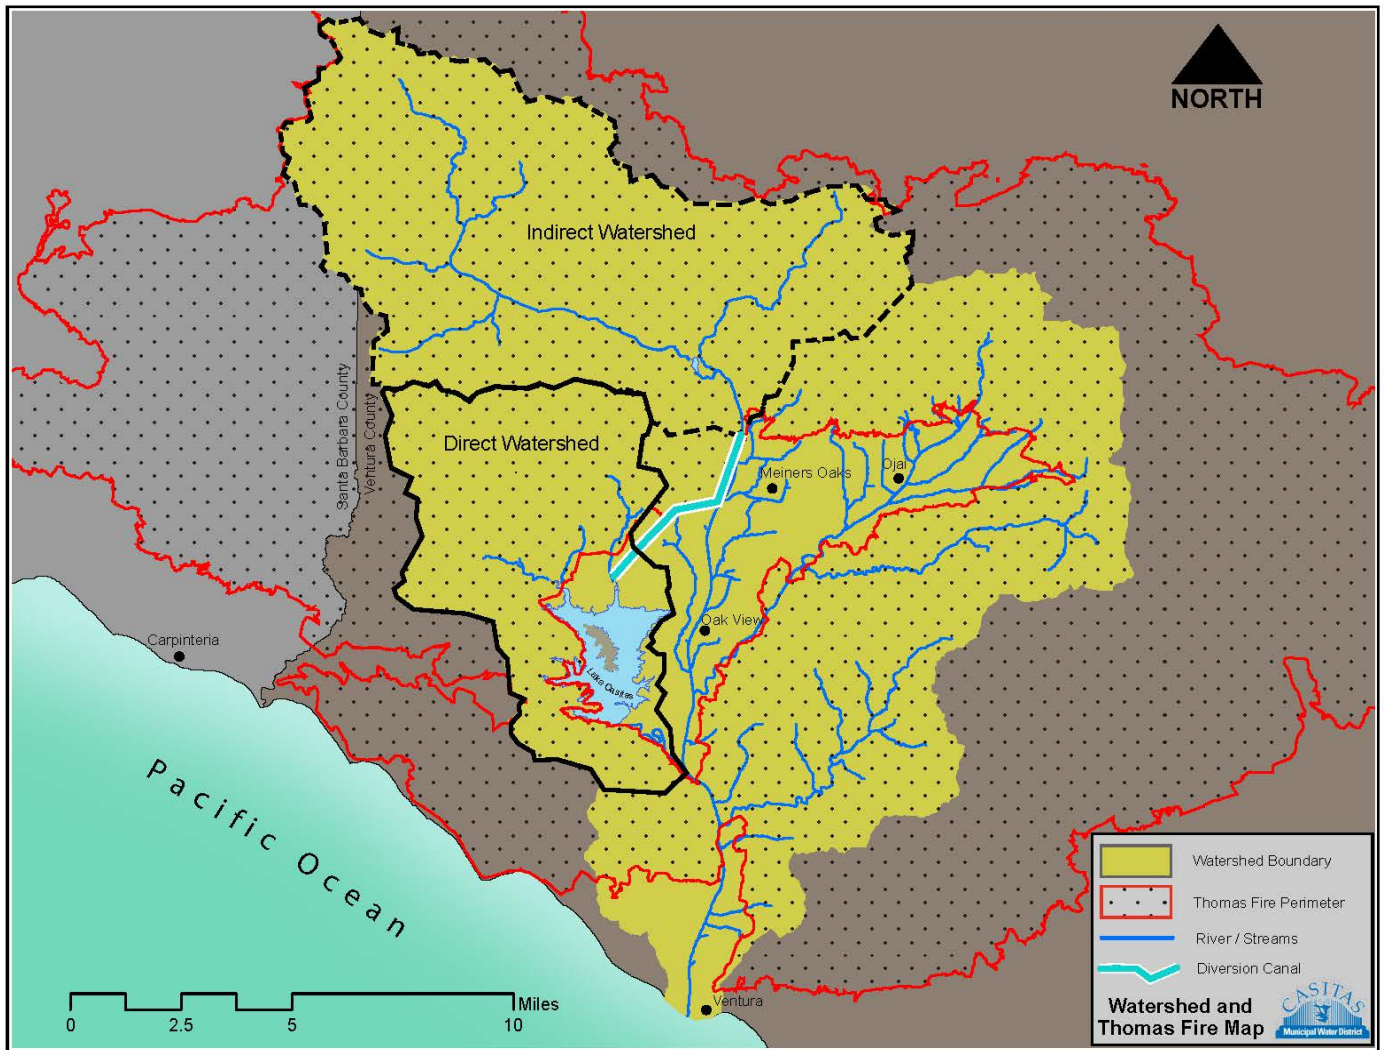 NORTH
Indirect Watershed
Direct Watershed
Santa Barbara County
Ventura County
Meiners Oaks
Ojai
Oak View
Lake Casitas
Carpinteria
Pacific Ocean
Ventura
Miles
0 2.5 5 10
Watershed Boundary
Thomas Fire Perimeter
River / Streams
Diversion Canal
Watershed and
Thomas Fire Map
CASITAS
Municipal Water District